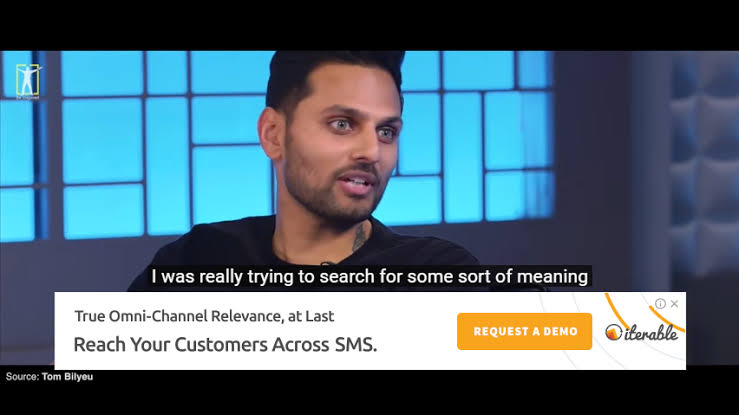 I was really trying to search for some sort of meaning
True Omni-Channel Relevance, at Last
Reach Your Customers Across SMS.
REQUEST A DEMO
iterable
Source: Tom Bilyeu